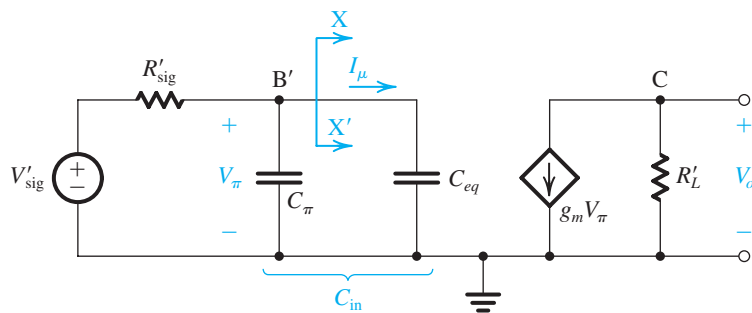 X
R′sig
B′
Iμ
C
X′
+
+
V′sig
+
−
Vπ
Cπ
Ceq
gmVπ
R′L
Vo
−
−
Cin